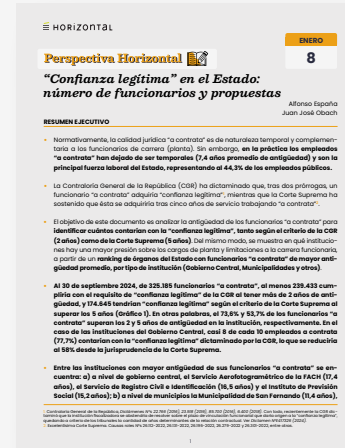 HORIZONTAL
ENERO
8
Perspectiva Horizontal
“Confianza legítima” en el Estado:
número de funcionarios y propuestas
Alfonso España
Juan José Obach
RESUMEN EJECUTIVO
• Normativamente, la calidad jurídica “a contrata” es de naturaleza temporal y complemen-
taria a los funcionarios de carrera (planta). Sin embargo, en la práctica los empleados
“a contrata” han dejado de ser temporales (7,4 años promedio de antigüedad) y son la
principal fuerza laboral del Estado, representando al 44,3% de los empleados públicos.
• La Contraloría General de la República (CGR) ha dictaminado que, tras dos prórrogas, un
funcionario “a contrata” adquiría “confianza legítima”, mientras que la Corte Suprema ha
sostenido que ésta se adquiriría tras cinco años de servicio trabajando “a contrata”.
• El objetivo de este documento es analizar la antigüedad de los funcionarios “a contrata” para
identificar cuántos contarían con la “confianza legítima”, tanto según el criterio de la CGR
(2 años) como de la Corte Suprema (5 años). Del mismo modo, se muestra en qué institucio-
nes hay una mayor presión sobre los cargos de planta y limitaciones a la carrera funcionaria,
a partir de un ranking de órganos del Estado con funcionarios “a contrata” de mayor anti-
güedad promedio, por tipo de institución (Gobierno Central, Municipalidades y otros).
• Al 30 de septiembre 2024, de 325.185 funcionarios “a contrata”, al menos 239.433 cum-
pliría con el requisito de “confianza legítima” de la CGR al tener más de 2 años de anti-
güedad, y 174.645 tendrían “confianza legítima” según el criterio de la Corte Suprema al
superar los 5 años (Gráfico 1). En otras palabras, el 73,6% y 53,7% de los funcionarios “a
contrata” superan los 2 y 5 años de antigüedad en la institución, respectivamente. En el
caso de las instituciones del Gobierno Central, casi 8 de cada 10 empleados a contrata
(77,7%) contarían con la “confianza legítima” dictaminado por la CGR, lo que se reduciría
al 58% desde la jurisprudencia de la Corte Suprema.
• Entre las instituciones con mayor antigüedad de sus funcionarios “a contrata” se en-
cuentra: a) a nivel de gobierno central, el Servicio Aerofotogramétrico de la FACH (17,4
años), el Servicio de Registro Civil e Identificación (16,5 años) y el Instituto de Previsión
Social (15,2 años); b) a nivel de municipios la Municipalidad de San Fernando (11,4 años),
1